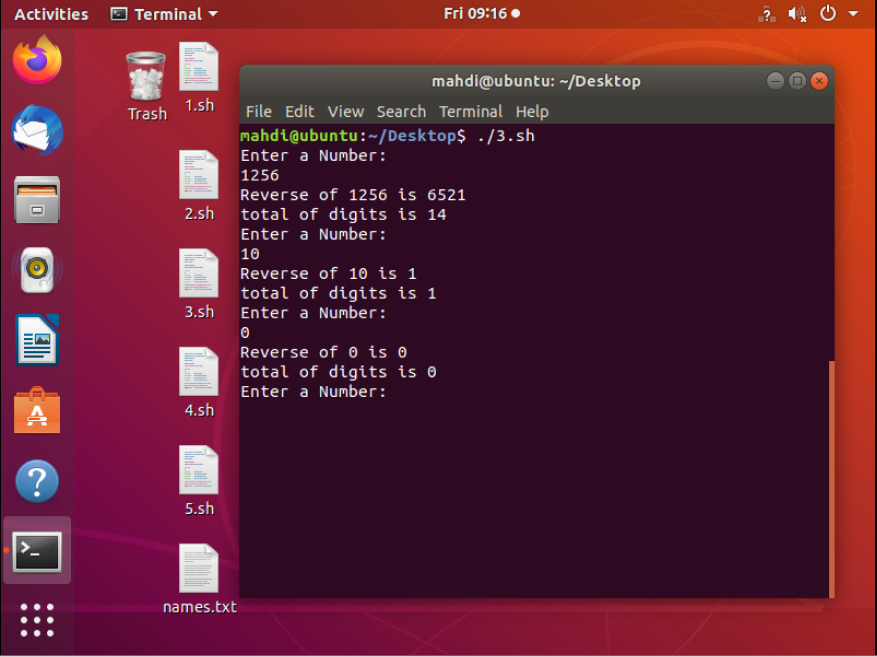 Activities Terminal Fri 09:16
mahdi@ubuntu: ~/Desktop
File Edit View Search Terminal Help
mahdi@ubuntu:~/Desktop$ ./3.sh
Enter a Number:
1256
Reverse of 1256 is 6521
total of digits is 14
Enter a Number:
10
Reverse of 10 is 1
total of digits is 1
Enter a Number:
0
Reverse of 0 is 0
total of digits is 0
Enter a Number:
Trash
1.sh
2.sh
3.sh
4.sh
5.sh
names.txt